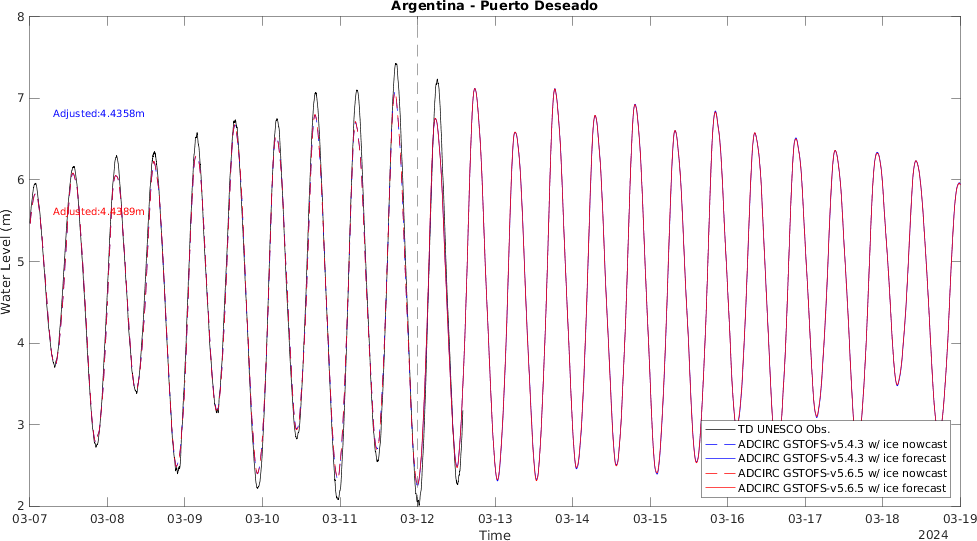 Argentina - Puerto Deseado
8
7
6
5
4
3
2
Water Level (m)
Adjusted:4.4358m
Adjusted:4.4389m
TD UNESCO Obs.
ADCIRC GSTOFS-v5.4.3 w/ ice nowcast
ADCIRC GSTOFS-v5.4.3 w/ ice forecast
ADCIRC GSTOFS-v5.6.5 w/ ice nowcast
ADCIRC GSTOFS-v5.6.5 w/ ice forecast
03-07 03-08 03-09 03-10 03-11 03-12 03-13 03-14 03-15 03-16 03-17 03-18 03-19
Time
2024